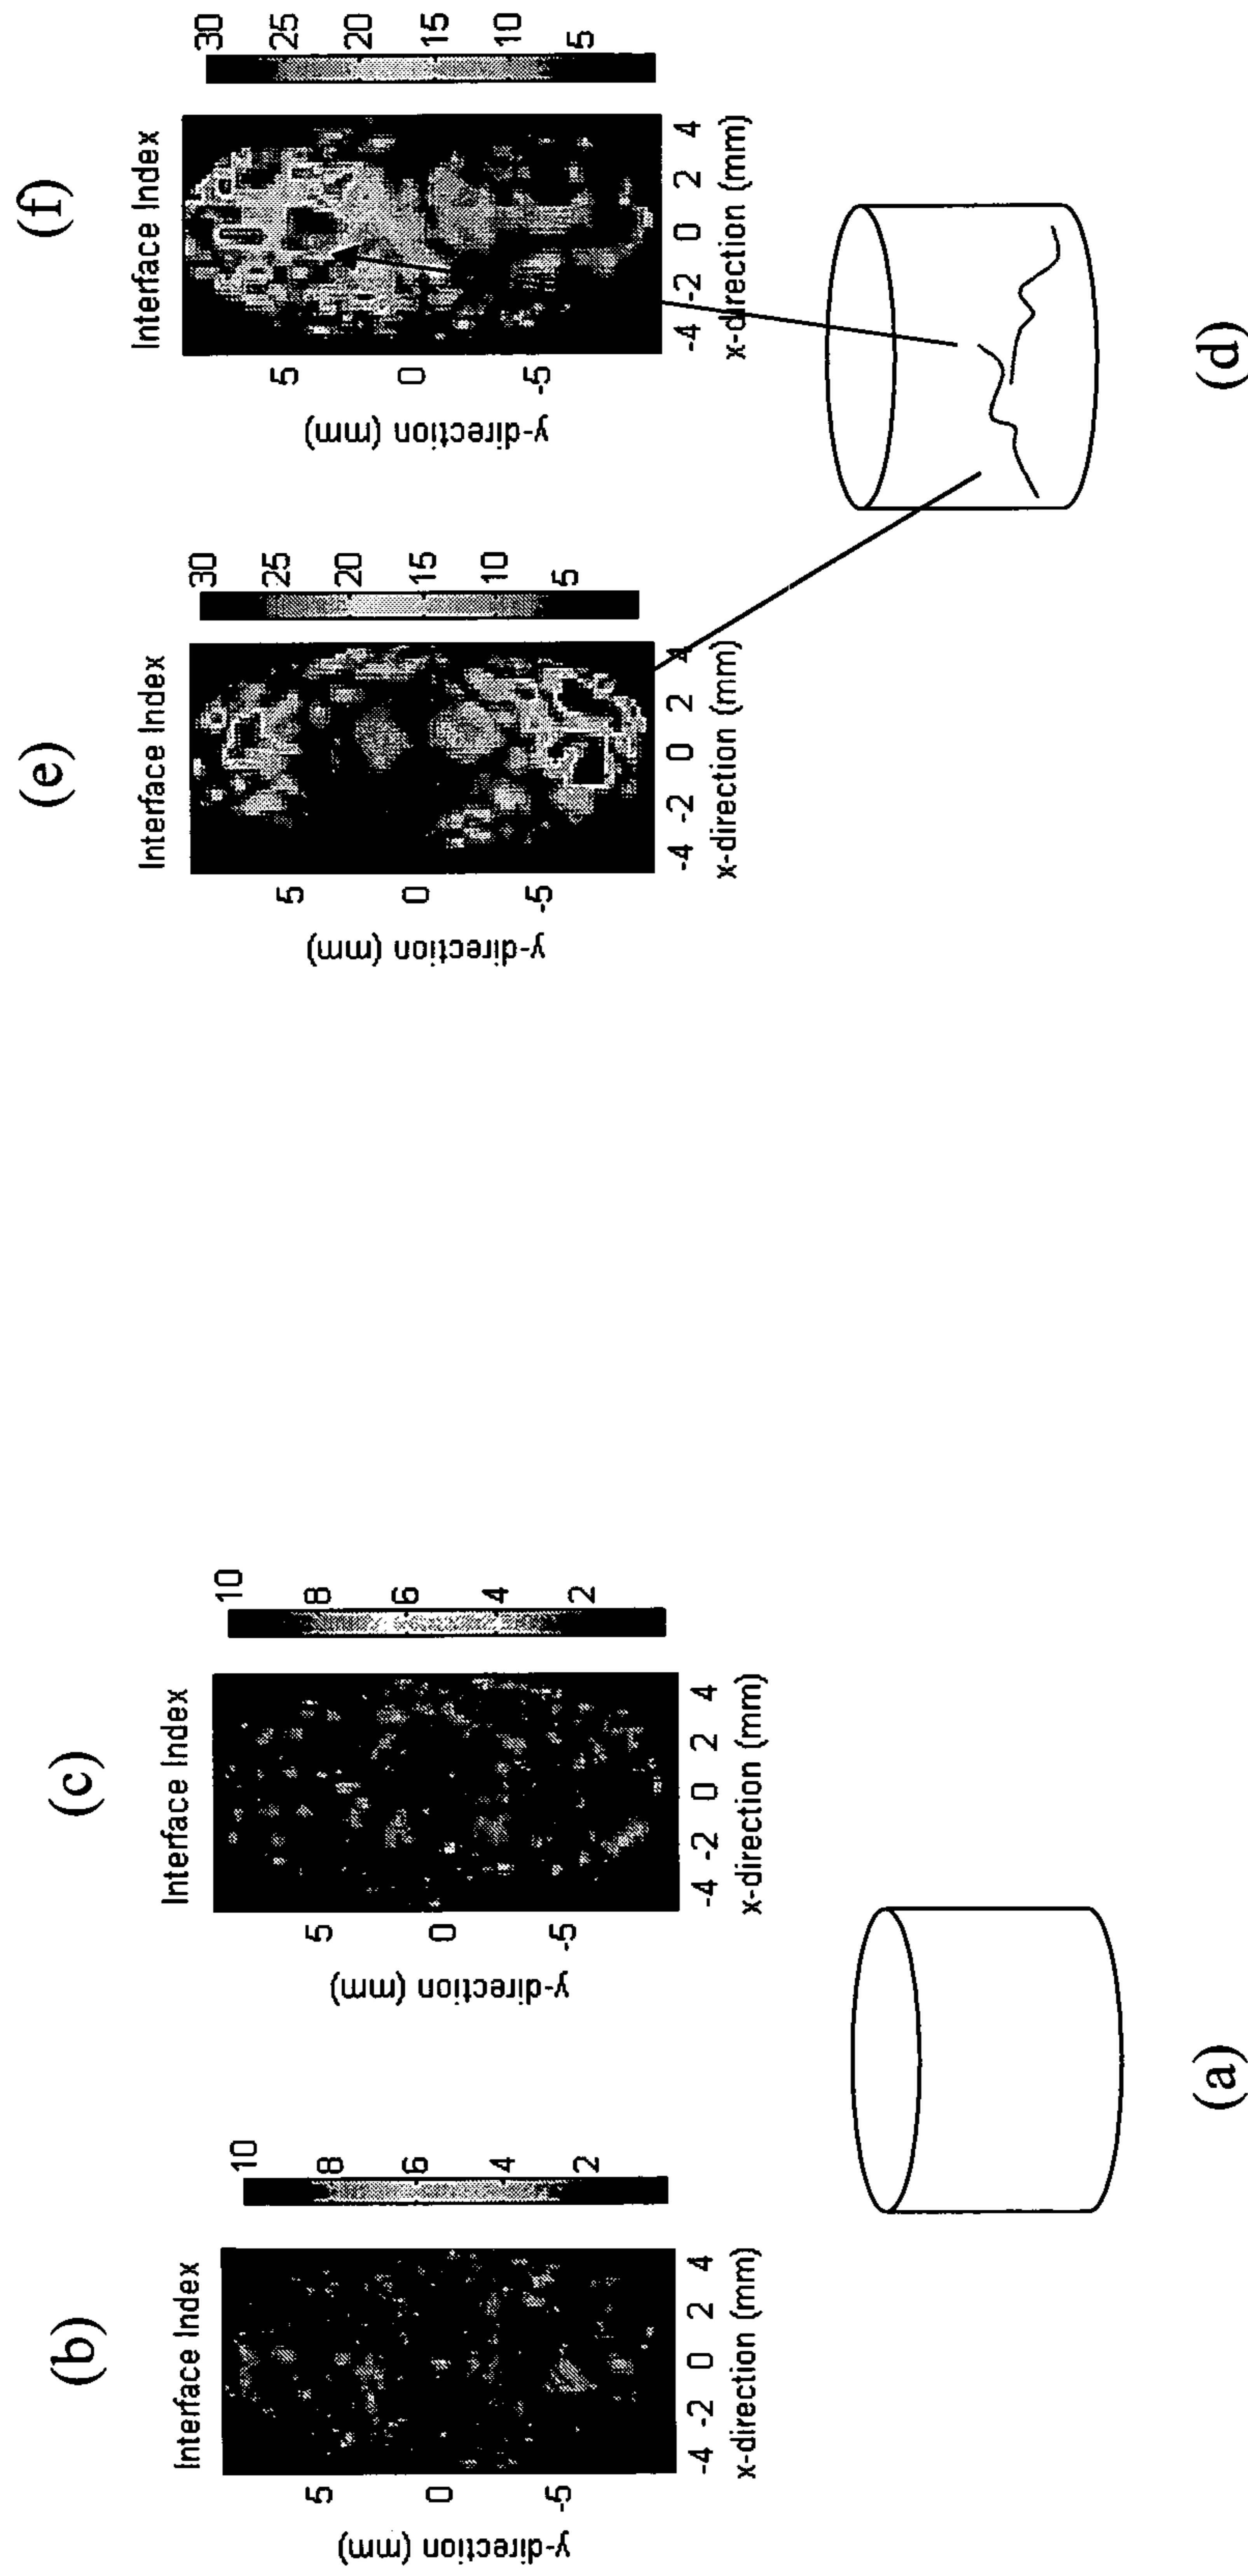 (b)
Interface Index
5
0
-5
y-direction (mm)
-4 -2 0 2 4
x-direction (mm)
10
8
6
4
2
(c)
Interface Index
5
0
-5
y-direction (mm)
-4 -2 0 2 4
x-direction (mm)
10
8
6
4
2
(a)
(e)
Interface Index
5
0
-5
y-direction (mm)
-4 -2 0 2 4
x-direction (mm)
30
25
20
15
10
5
(f)
Interface Index
5
0
-5
y-direction (mm)
-4 -2 0 2 4
x-direction (mm)
30
25
20
15
10
5
(d)